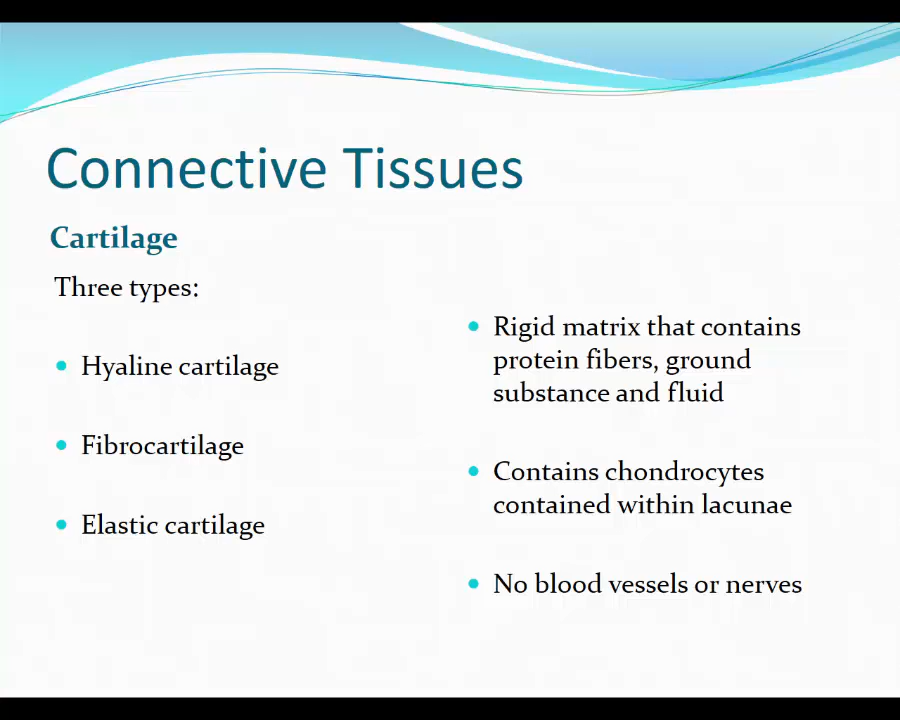 Connective Tissues
Cartilage
Three types:
Hyaline cartilage
Fibrocartilage
Elastic cartilage
Rigid matrix that contains
protein fibers, ground
substance and fluid
Contains chondrocytes
contained within lacunae
No blood vessels or nerves